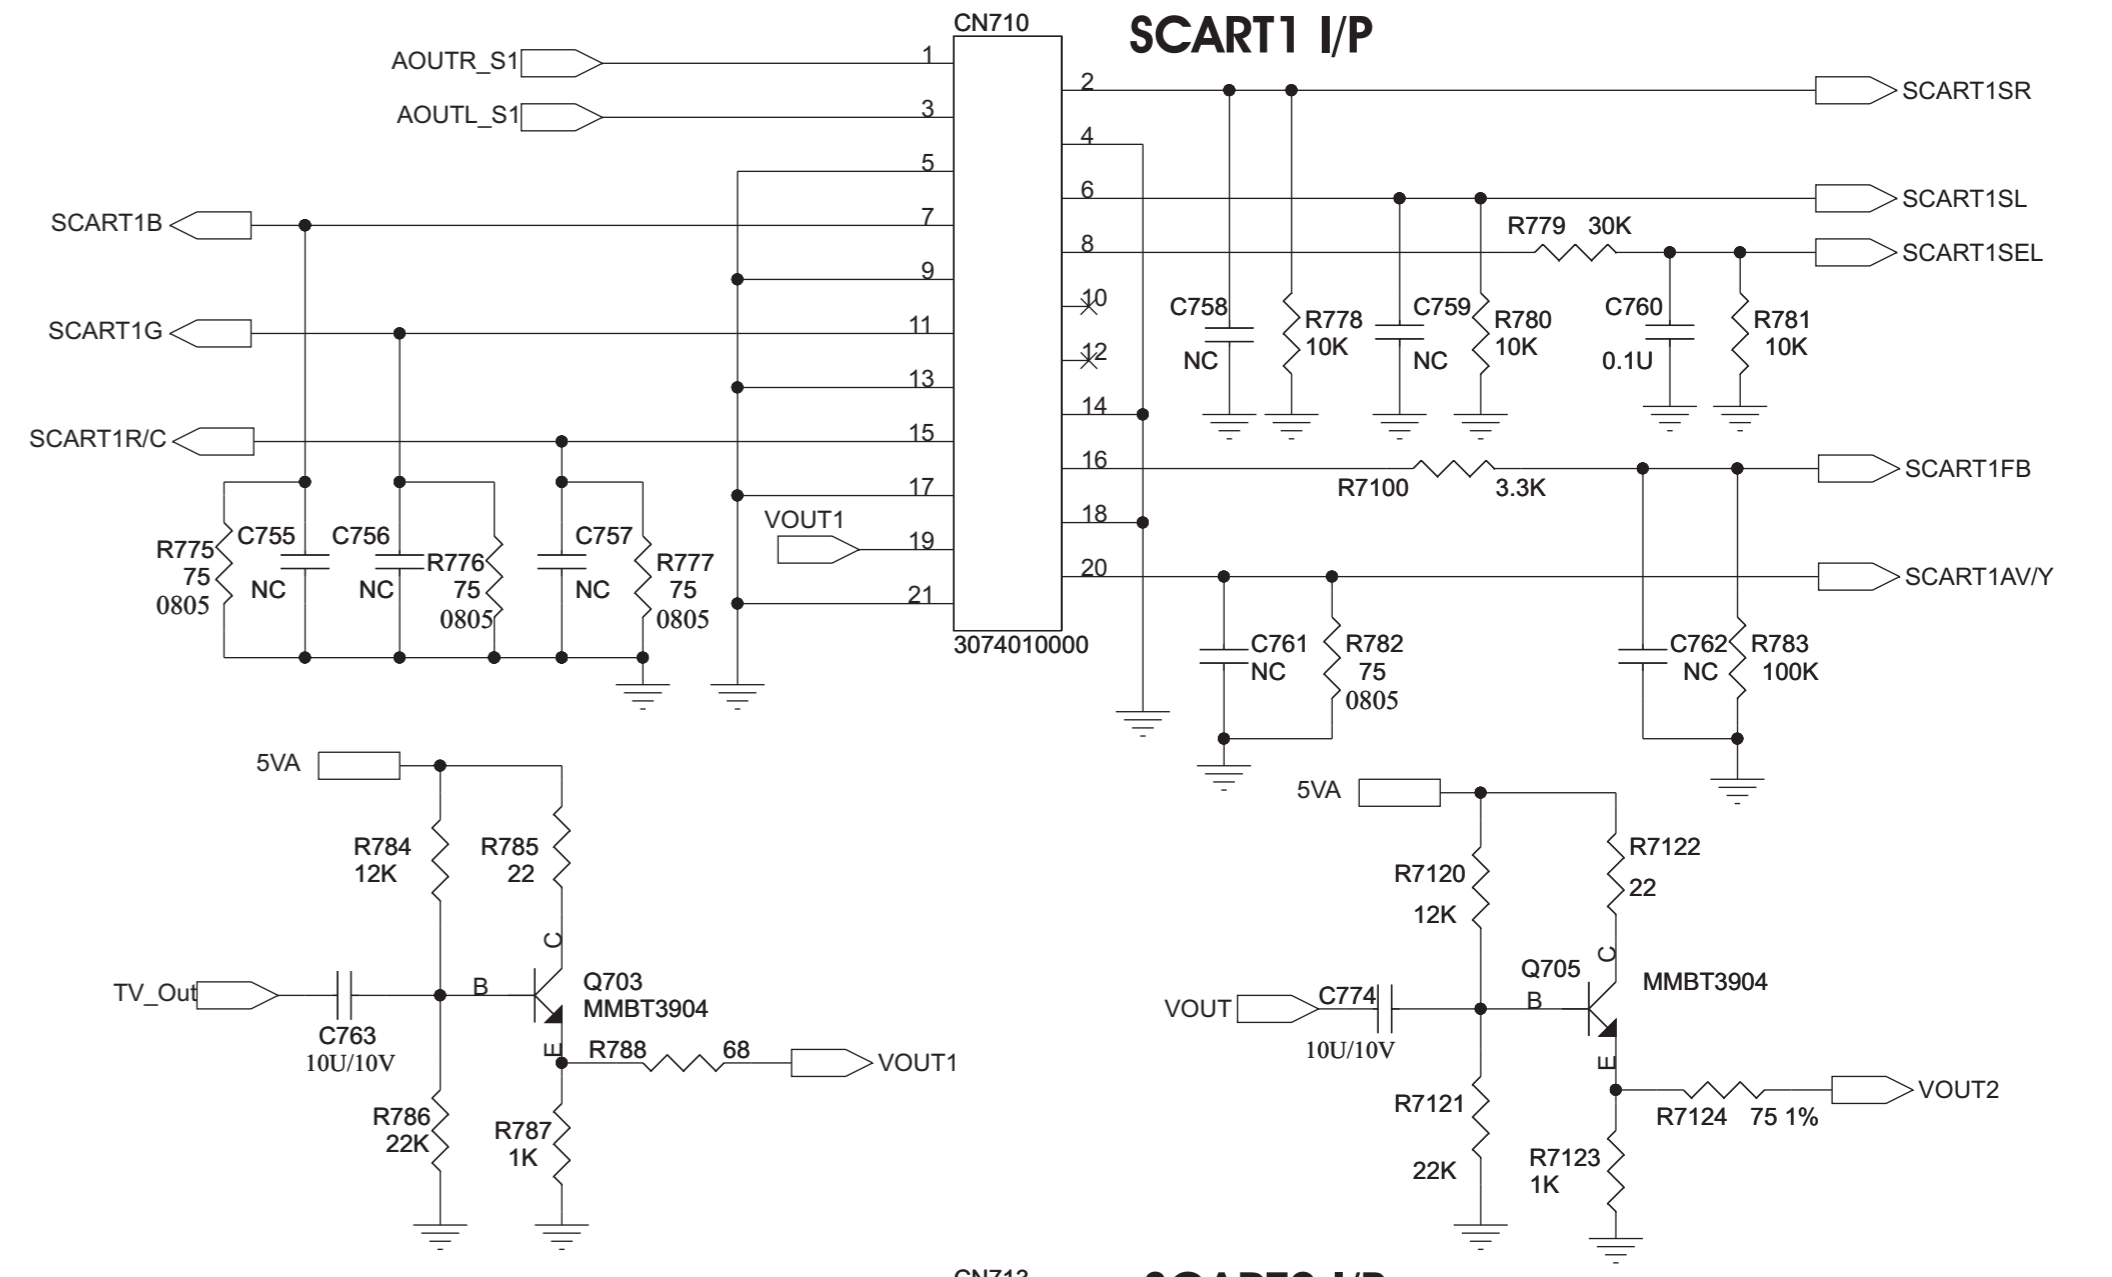 CN710
SCART1 I/P
AOUTR_S1
1
2
SCART1SR
AOUTL_S1
3
4
5
6
SCART1SL
SCART1B
7
R779 30K
8
SCART1SEL
9
10
C758
NC
R778
10K
C759
NC
R780
10K
C760
0.1U
R781
10K
SCART1G
11
12
13
14
SCART1R/C
15
16
R7100
3.3K
SCART1FB
17
18
VOUT1
19
20
SCART1AV/Y
21
R775
75
0805
C755
NC
C756
NC
R776
75
0805
C757
NC
R777
75
0805
3074010000
C761
NC
R782
75
0805
C762
NC
R783
100K
5VA
R784
12K
R785
22
C
TV_Out
C763
10U/10V
B
Q703
MMBT3904
E
R788
68
VOUT1
R786
22K
R787
1K
5VA
R7120
12K
R7122
22
C
Q705
MMBT3904
VOUT
C774
10U/10V
B
E
R7121
22K
R7124
75 1%
VOUT2
R7123
1K